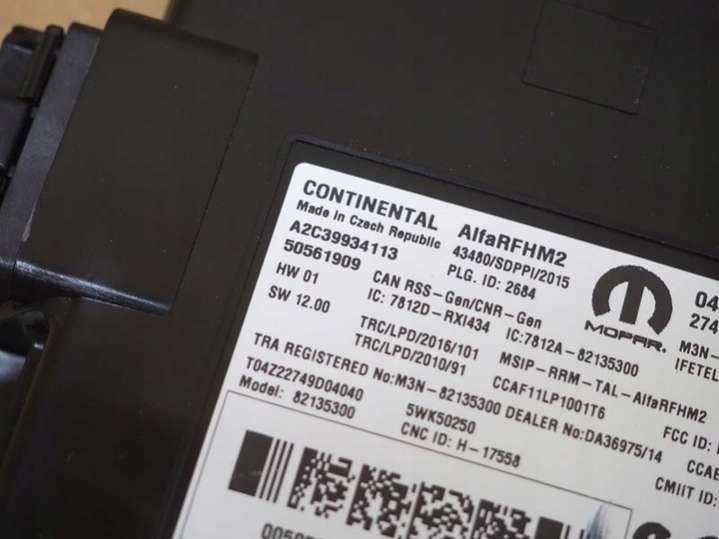 CONTINENTAL AlfaRFHM2
Made in Czech Republic 43480/SDPPI/2015
A2C39934113 PLG. ID: 2684
50561909
HW 01 CAN RSS-Gen/CNR-Gen
SW 12.00 IC: 7812D-RXI434 IC:7812A-82135300
MOPAR.
04
274
M3N-
IFETEL
TRC/LPD/2016/101 MSIP-RRM-TAL-AlfaRFHM2
TRC/LPD/2010/91 CCAF11LP1001T6
TRA REGISTERED No:M3N-82135300 DEALER No:DA36975/14
FCC ID:
T04Z22749D04040 5WK50250
CCAE
Model: 82135300 CNC ID: H-17558
CMIIT ID: